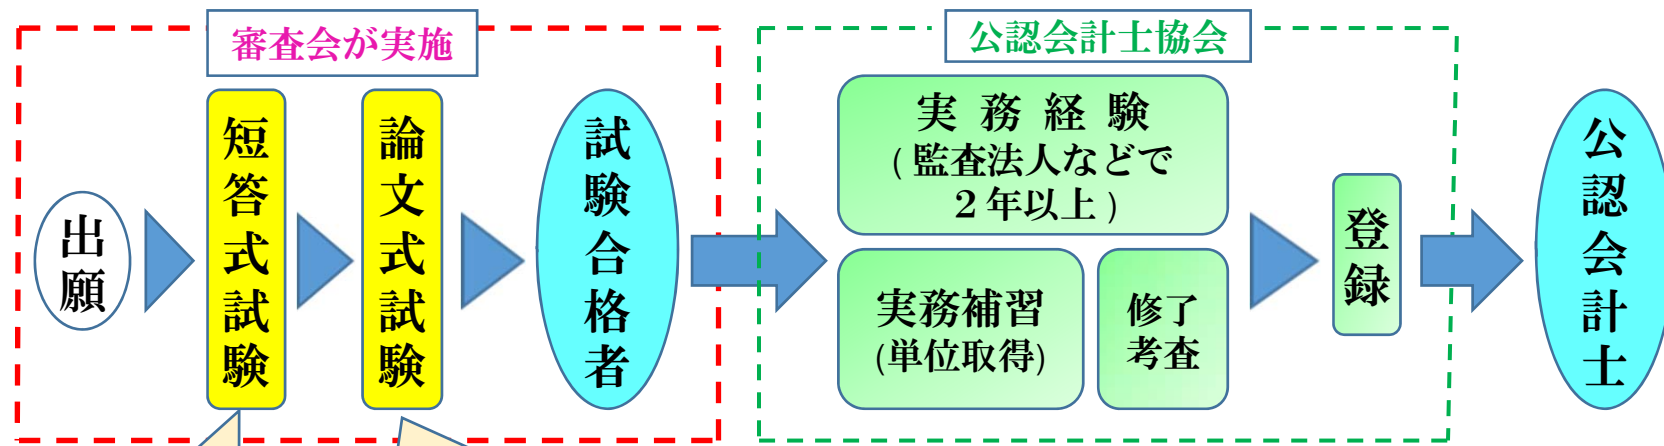 審査会が実施
出願
短答式試験
論文式試験
試験合格者
公認会計士協会
実務経験
(監査法人などで
２年以上)
実務補習
(単位取得)
修了
考査
登録
公認会計士